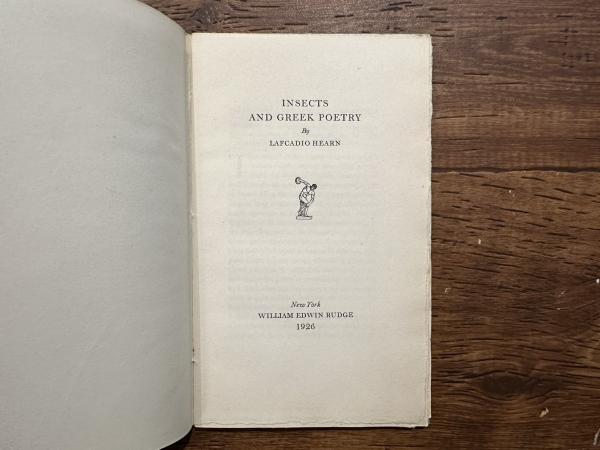 INSECTS
AND GREEK POETRY
By
LAFCADIO HEARN
New York
WILLIAM EDWIN RUDGE
1926